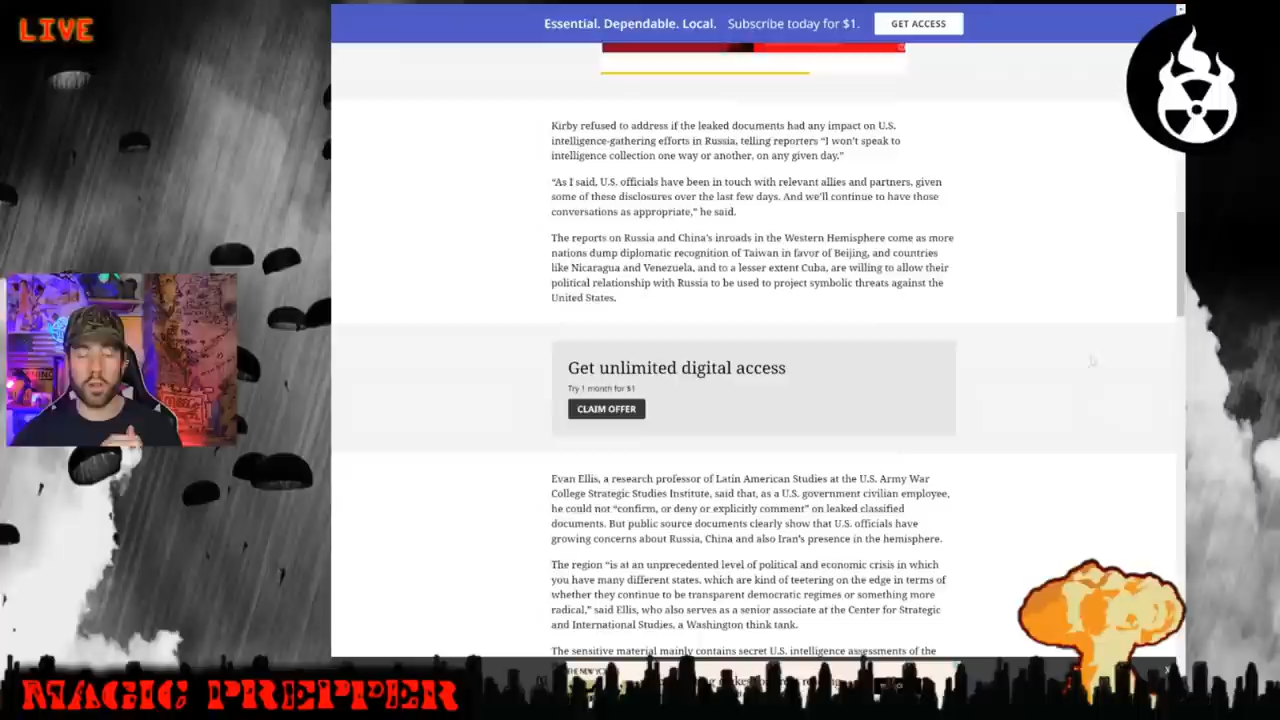 LIVE
Essential. Dependable. Local. Subscribe today for $1. GET ACCESS
Kirby refused to address if the leaked documents had any impact on U.S.
intelligence-gathering efforts in Russia, telling reporters “I won’t speak to
intelligence collection one way or another, on any given day.”
“As I said, U.S. officials have been in touch with relevant allies and partners, given
some of these disclosures over the last few days. And we’ll continue to have those
conversations as appropriate,” he said.
The reports on Russia and China’s inroads in the Western Hemisphere come as more
nations dump diplomatic recognition of Taiwan in favor of Beijing, and countries
like Nicaragua and Venezuela, and to a lesser extent Cuba, are willing to allow their
political relationship with Russia to be used to project symbolic threats against the
United States.
Get unlimited digital access
Try 1 month for $1
CLAIM OFFER
Evan Ellis, a research professor of Latin American Studies at the U.S. Army War
College Strategic Studies Institute, said that, as a U.S. government civilian employee,
he could not “confirm, or deny or explicitly comment” on leaked classified
documents. But public source documents clearly show that U.S. officials have
growing concerns about Russia, China and also Iran’s presence in the hemisphere.
The region “is at an unprecedented level of political and economic crisis in which
you have many different states, which are kind of teetering on the edge in terms of
whether they continue to be transparent democratic regimes or something more
radical,” said Ellis, who also serves as a senior associate at the Center for Strategic
and International Studies, a Washington think tank.
The sensitive material mainly contains secret U.S. intelligence assessments of the
THE NEW
MAGIC PREPPER